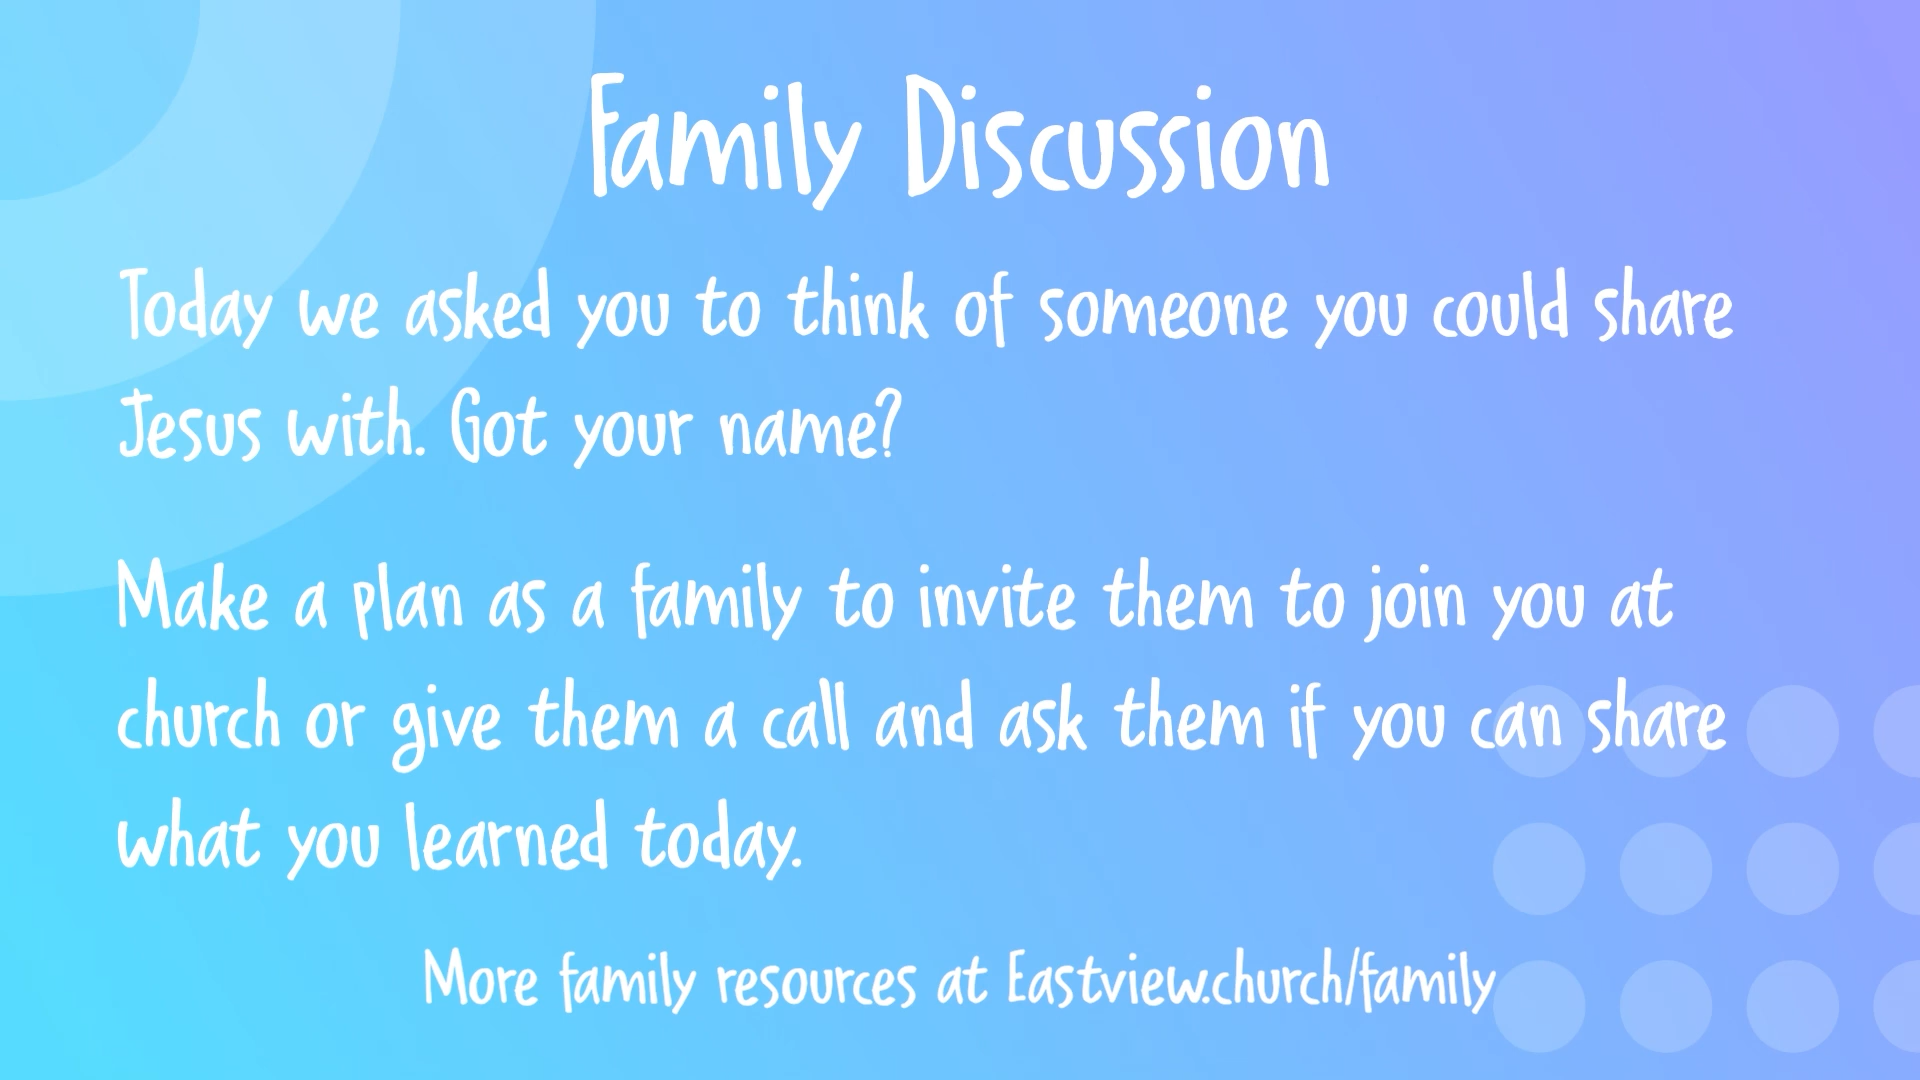 Family Discussion
Today we asked you to think of someone you could share
Jesus with. Got your name?
Make a plan as a family to invite them to join you at
church or give them a call and ask them if you can share
what you learned today.
More family resources at Eastview.church/family